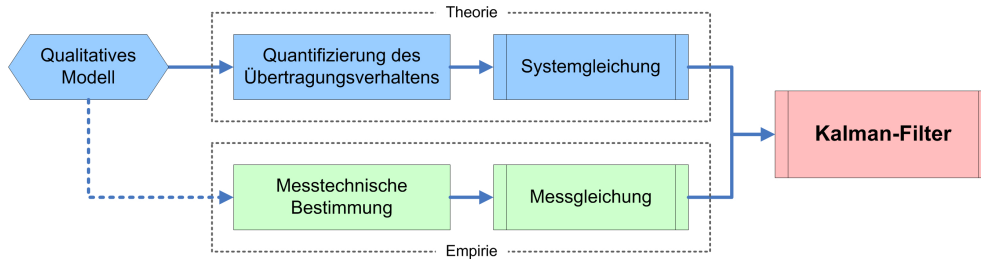 Theorie
Qualitatives
Modell
Quantifizierung des
Übertragungsverhaltens
Systemgleichung
Kalman-Filter
Messtechnische
Bestimmung
Messgleichung
Empirie